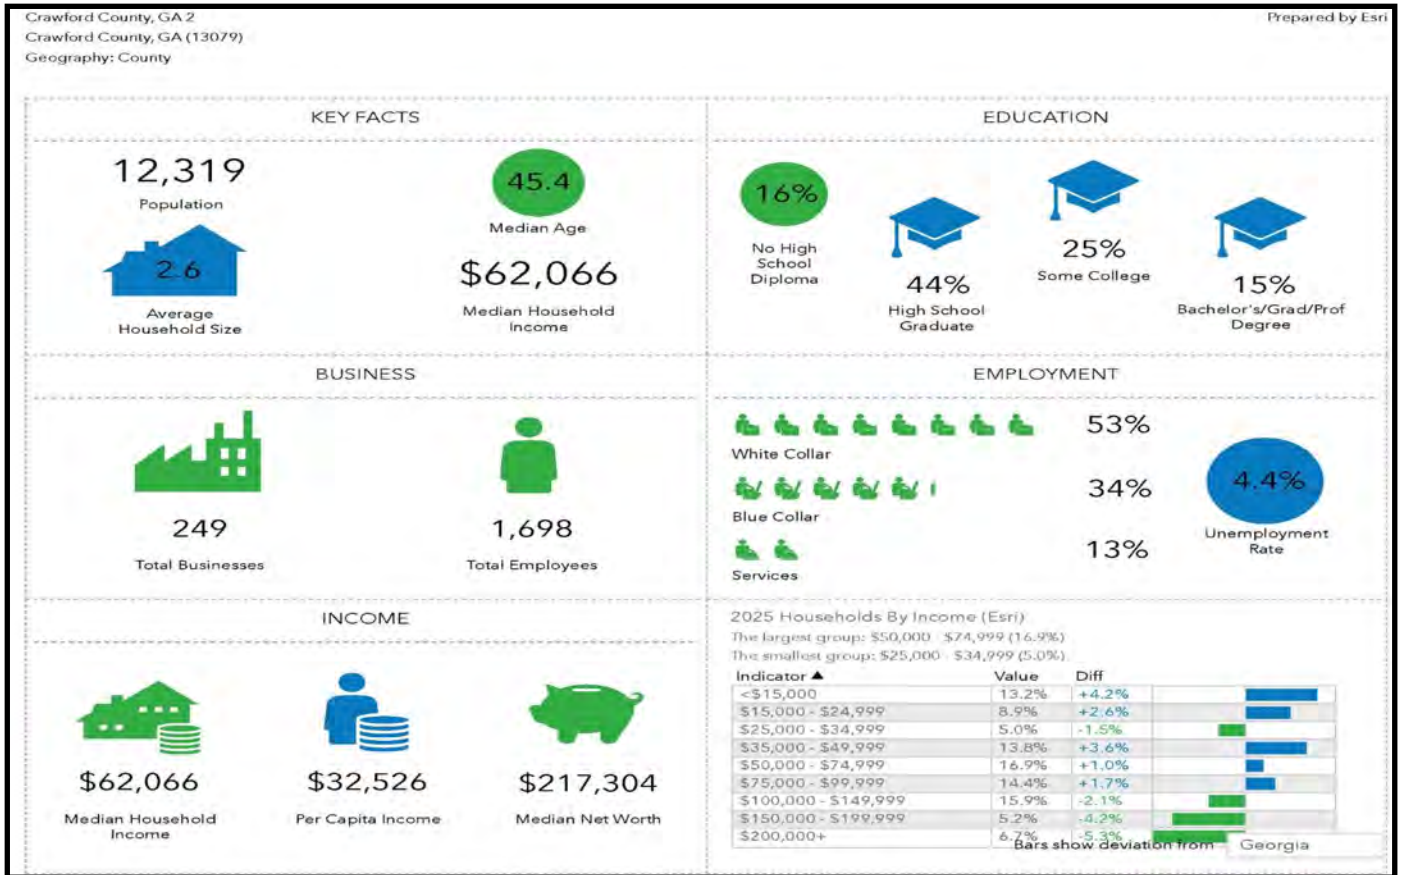 Crawford County, GA 2
Prepared by Esri
Crawford County, GA (13079)
Geography: County
KEY FACTS
12,319
Population
45.4
Median Age
2.6
Average
Household Size
$62,066
Median Household
Income
EDUCATION
16%
No High
School
Diploma
44%
High School
Graduate
25%
Some College
15%
Bachelor's/Grad/Prof
Degree
BUSINESS
249
Total Businesses
1,698
Total Employees
EMPLOYMENT
53%
White Collar
34%
Blue Collar
13%
Services
4.4%
Unemployment
Rate
INCOME
$62,066
Median Household
Income
$32,526
Per Capita Income
$217,304
Median Net Worth
2025 Households By Income (Esri)
The largest group: $50,000 - $74,999 (16.9%)
The smallest group: $25,000 - $34,999 (5.0%)
Indicator ▲ Value Diff
<$15,000 13.2% +4.2%
$15,000 - $24,999 8.9% +2.6%
$25,000 - $34,999 5.0% -1.5%
$35,000 - $49,999 13.8% +3.6%
$50,000 - $74,999 16.9% +1.0%
$75,000 - $99,999 14.4% +1.7%
$100,000 - $149,999 15.9% -2.1%
$150,000 - $199,999 5.2% -4.2%
$200,000+ 6.7% -5.3%
Bars show deviation from Georgia